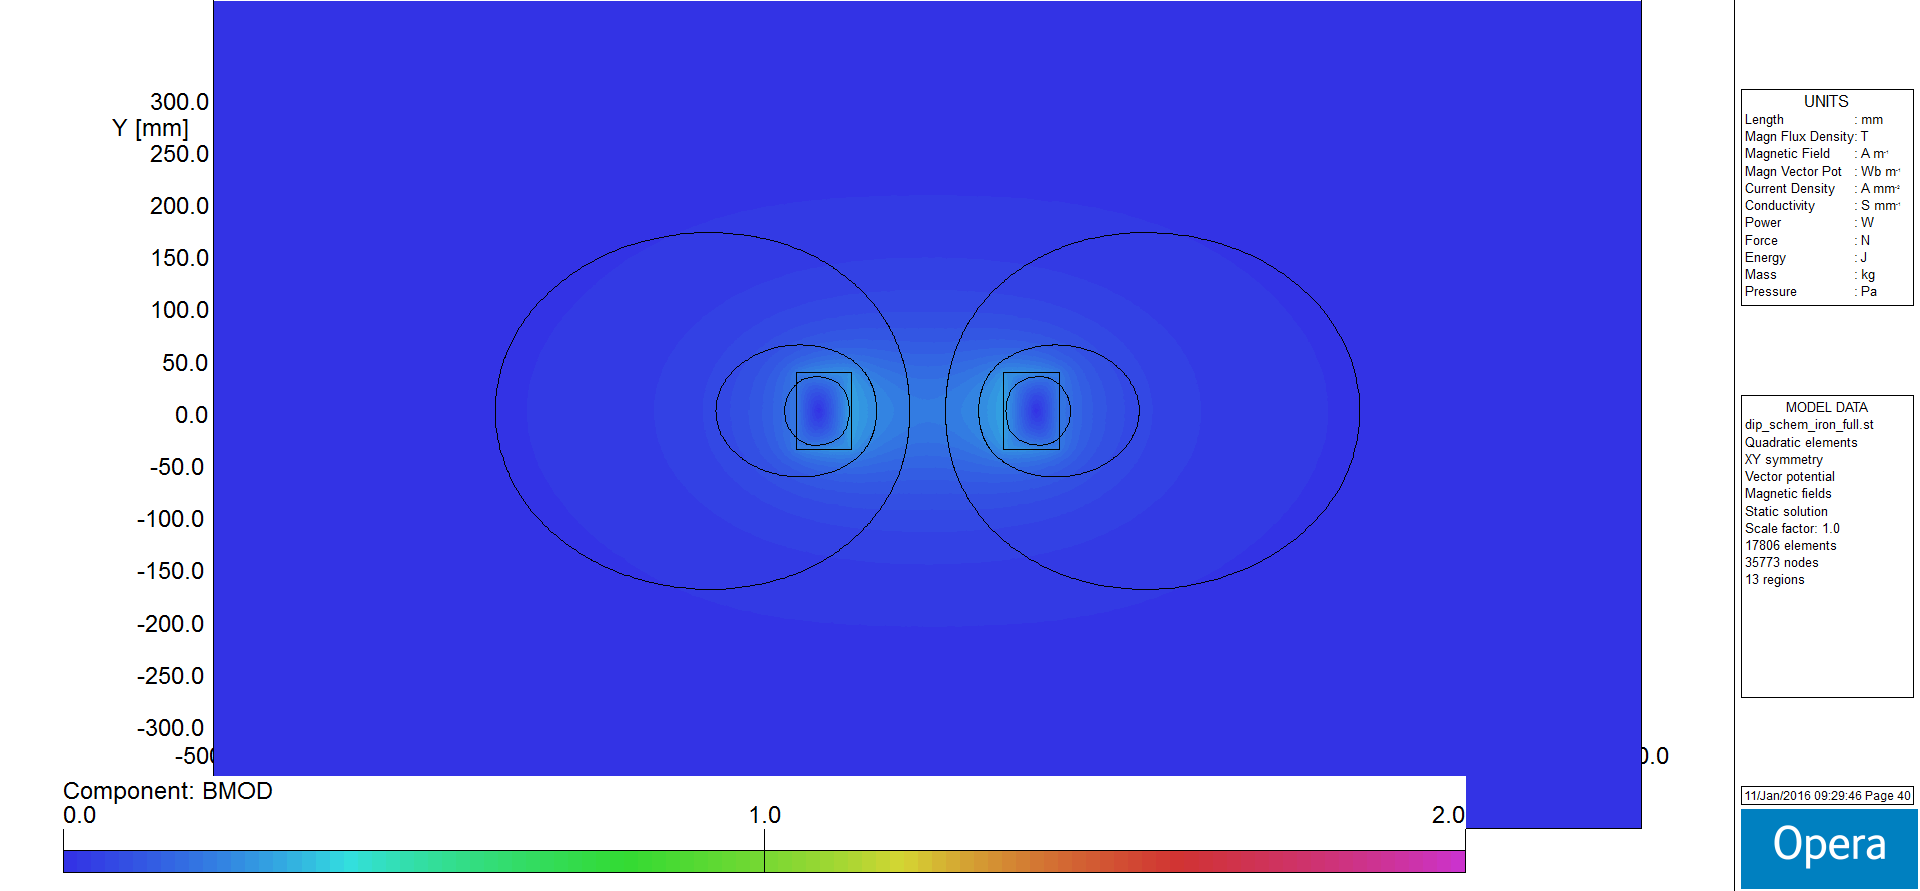 300.0
Y [mm]
250.0
200.0
150.0
100.0
50.0
0.0
-50.0
-100.0
-150.0
-200.0
-250.0
-300.0
Component: BMOD
0.0 1.0 2.0
UNITS
Length : mm
Magn Flux Density: T
Magnetic Field : A m⁻¹
Magn Vector Pot : Wb m⁻¹
Current Density : A mm⁻²
Conductivity : S mm⁻¹
Power : W
Force : N
Energy : J
Mass : kg
Pressure : Pa
MODEL DATA
dip_schem_iron_full.st
Quadratic elements
XY symmetry
Vector potential
Magnetic fields
Static solution
Scale factor: 1.0
17806 elements
35773 nodes
13 regions
11/Jan/2016 09:29:46 Page 40
Opera